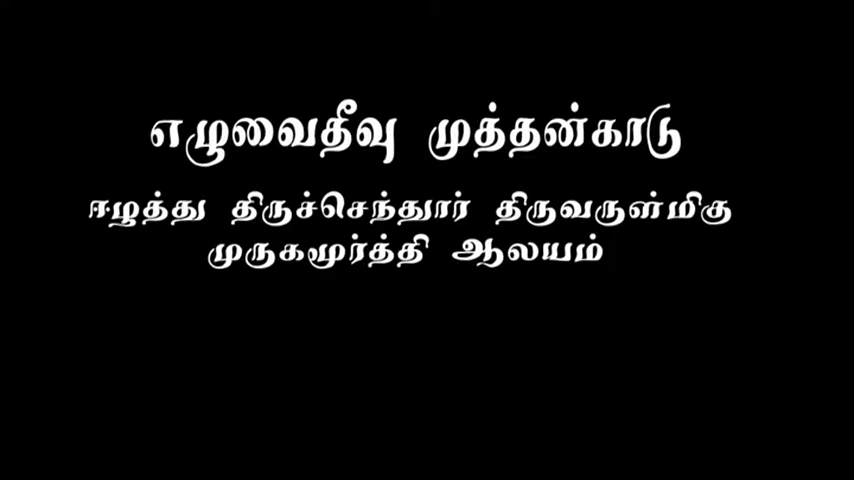 எழுவைதீவு முத்தன்காடு
ஈழத்து திருச்செந்தூர் திருவருள்மிகு
முருகமூர்த்தி ஆலயம்